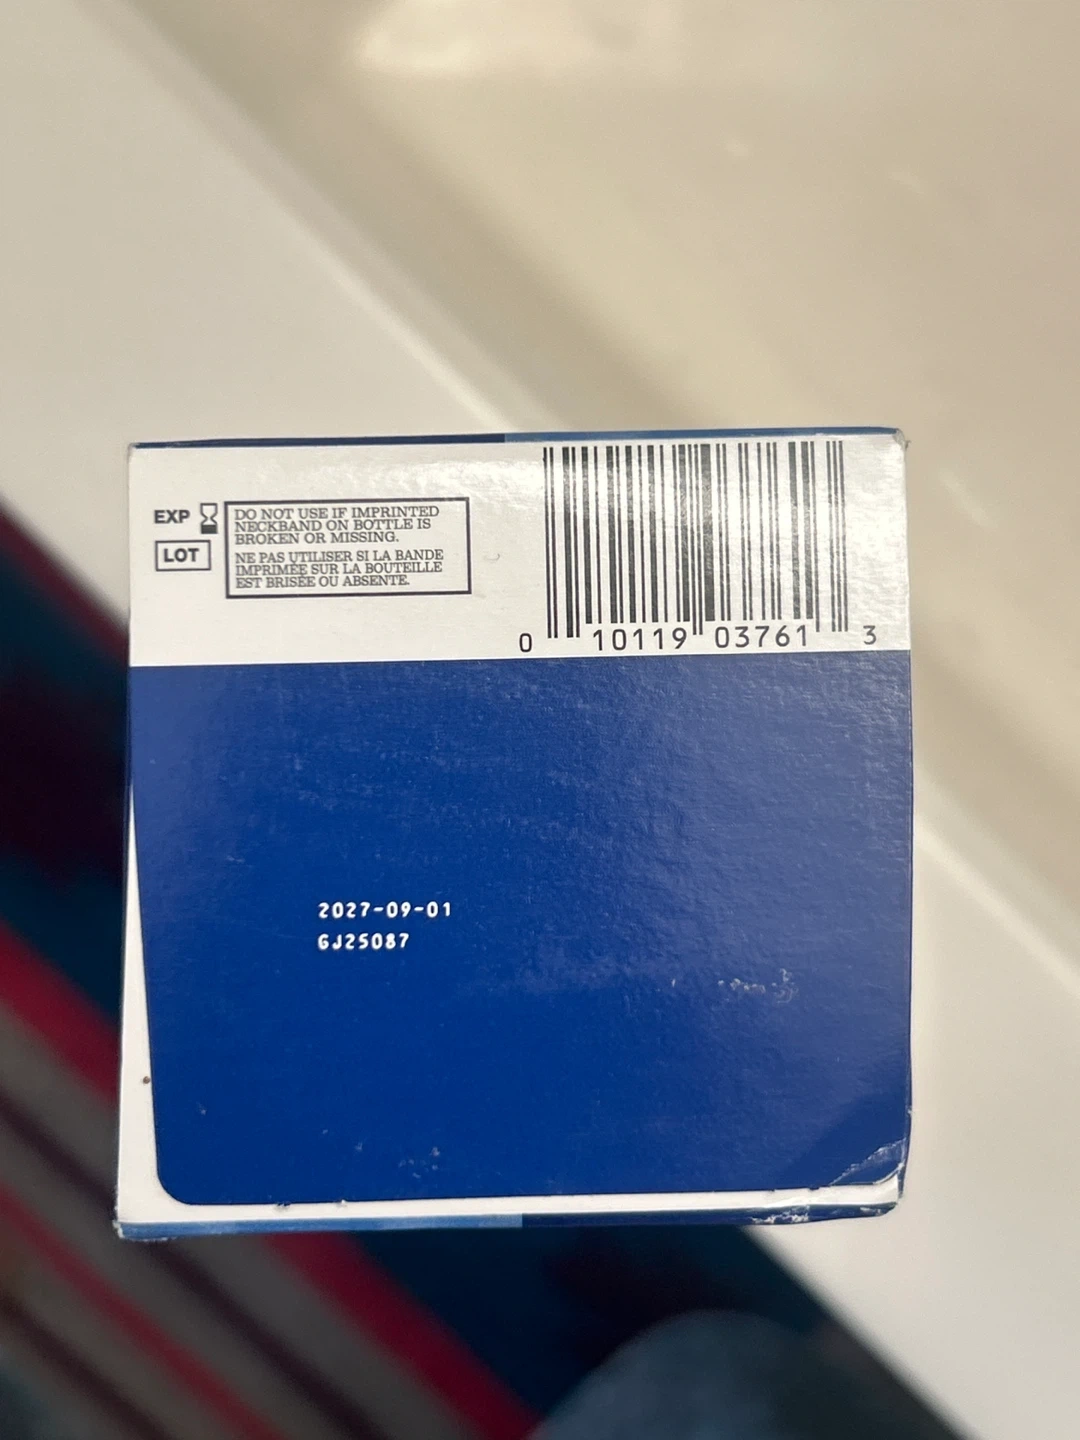 EXP
LOT
DO NOT USE IF IMPRINTED
NECKBAND ON BOTTLE IS
BROKEN OR MISSING.
NE PAS UTILISER SI LA BANDE
IMPRIMÉE SUR LA BOUTEILLE
EST BRISÉE OU ABSENTE.
0 10119 03761 3
2027-09-01
GJ25087